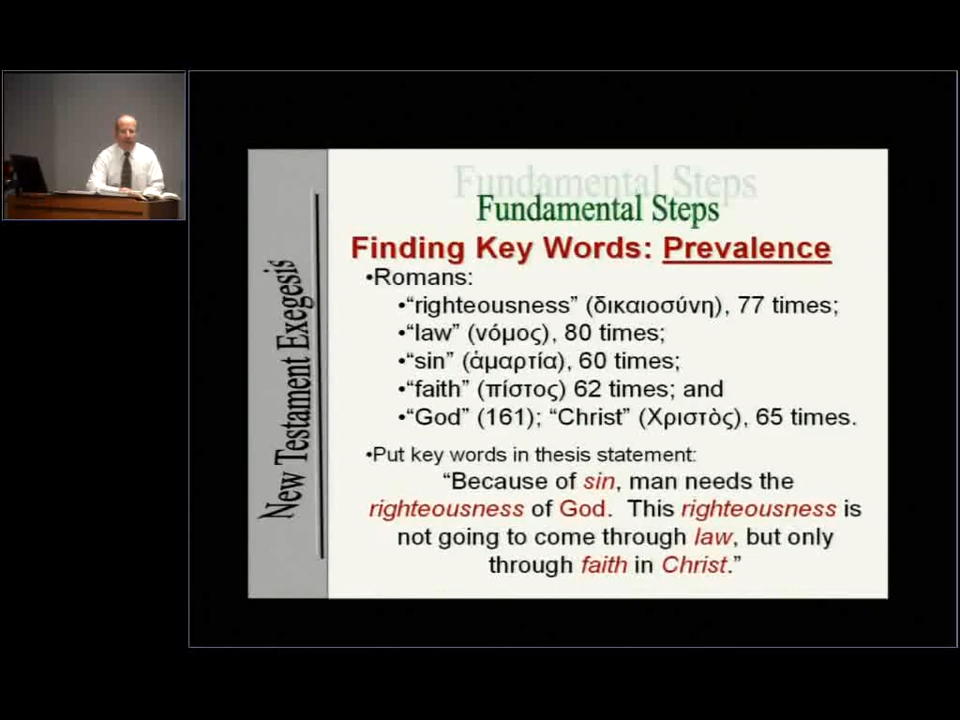 New Testament Exegesis
Fundamental Steps
Fundamental Steps
Finding Key Words: Prevalence
•Romans:
•“righteousness” (δικαιοσύνη), 77 times;
•“law” (νόμος), 80 times;
•“sin” (ἁμαρτία), 60 times;
•“faith” (πίστος) 62 times; and
•“God” (161); “Christ” (Χριστὸς), 65 times.
•Put key words in thesis statement:
“Because of sin, man needs the
righteousness of God. This righteousness is
not going to come through law, but only
through faith in Christ.”